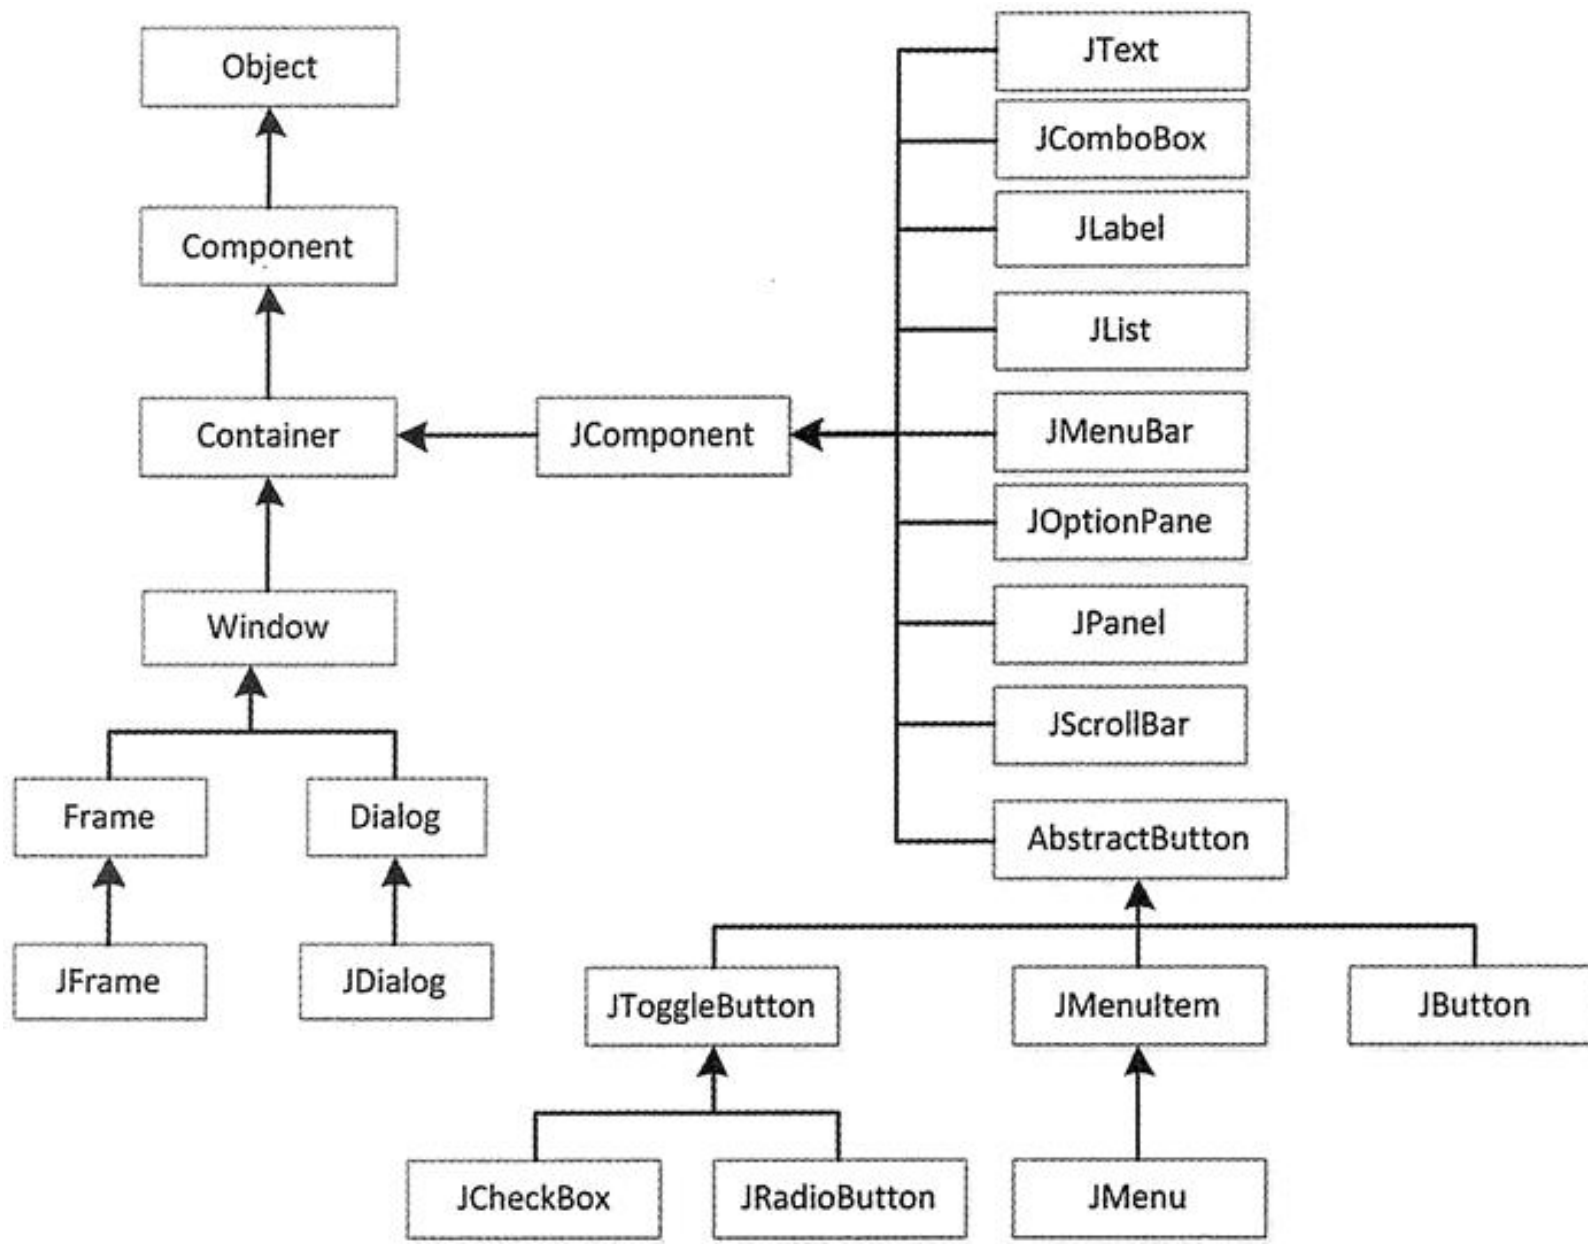 Object
Component
Container
Window
Frame
Dialog
JFrame
JDialog
JComponent
JText
JComboBox
JLabel
JList
JMenuBar
JOptionPane
JPanel
JScrollBar
AbstractButton
JToggleButton
JMenuItem
JButton
JCheckBox
JRadioButton
JMenu